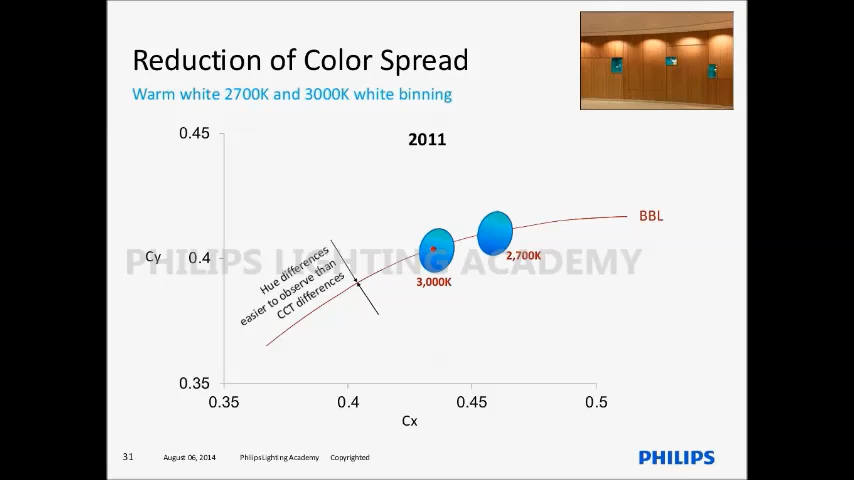 Reduction of Color Spread
Warm white 2700K and 3000K white binning
2011
0.45
BBL
PHILIPS LIGHTING ACADEMY
Cy
0.4
Hue differences
easier to observe than
CCT differences
2,700K
3,000K
0.35
0.35
0.4
0.45
0.5
Cx
31
August 06, 2014
Philips Lighting Academy
Copyrighted
PHILIPS